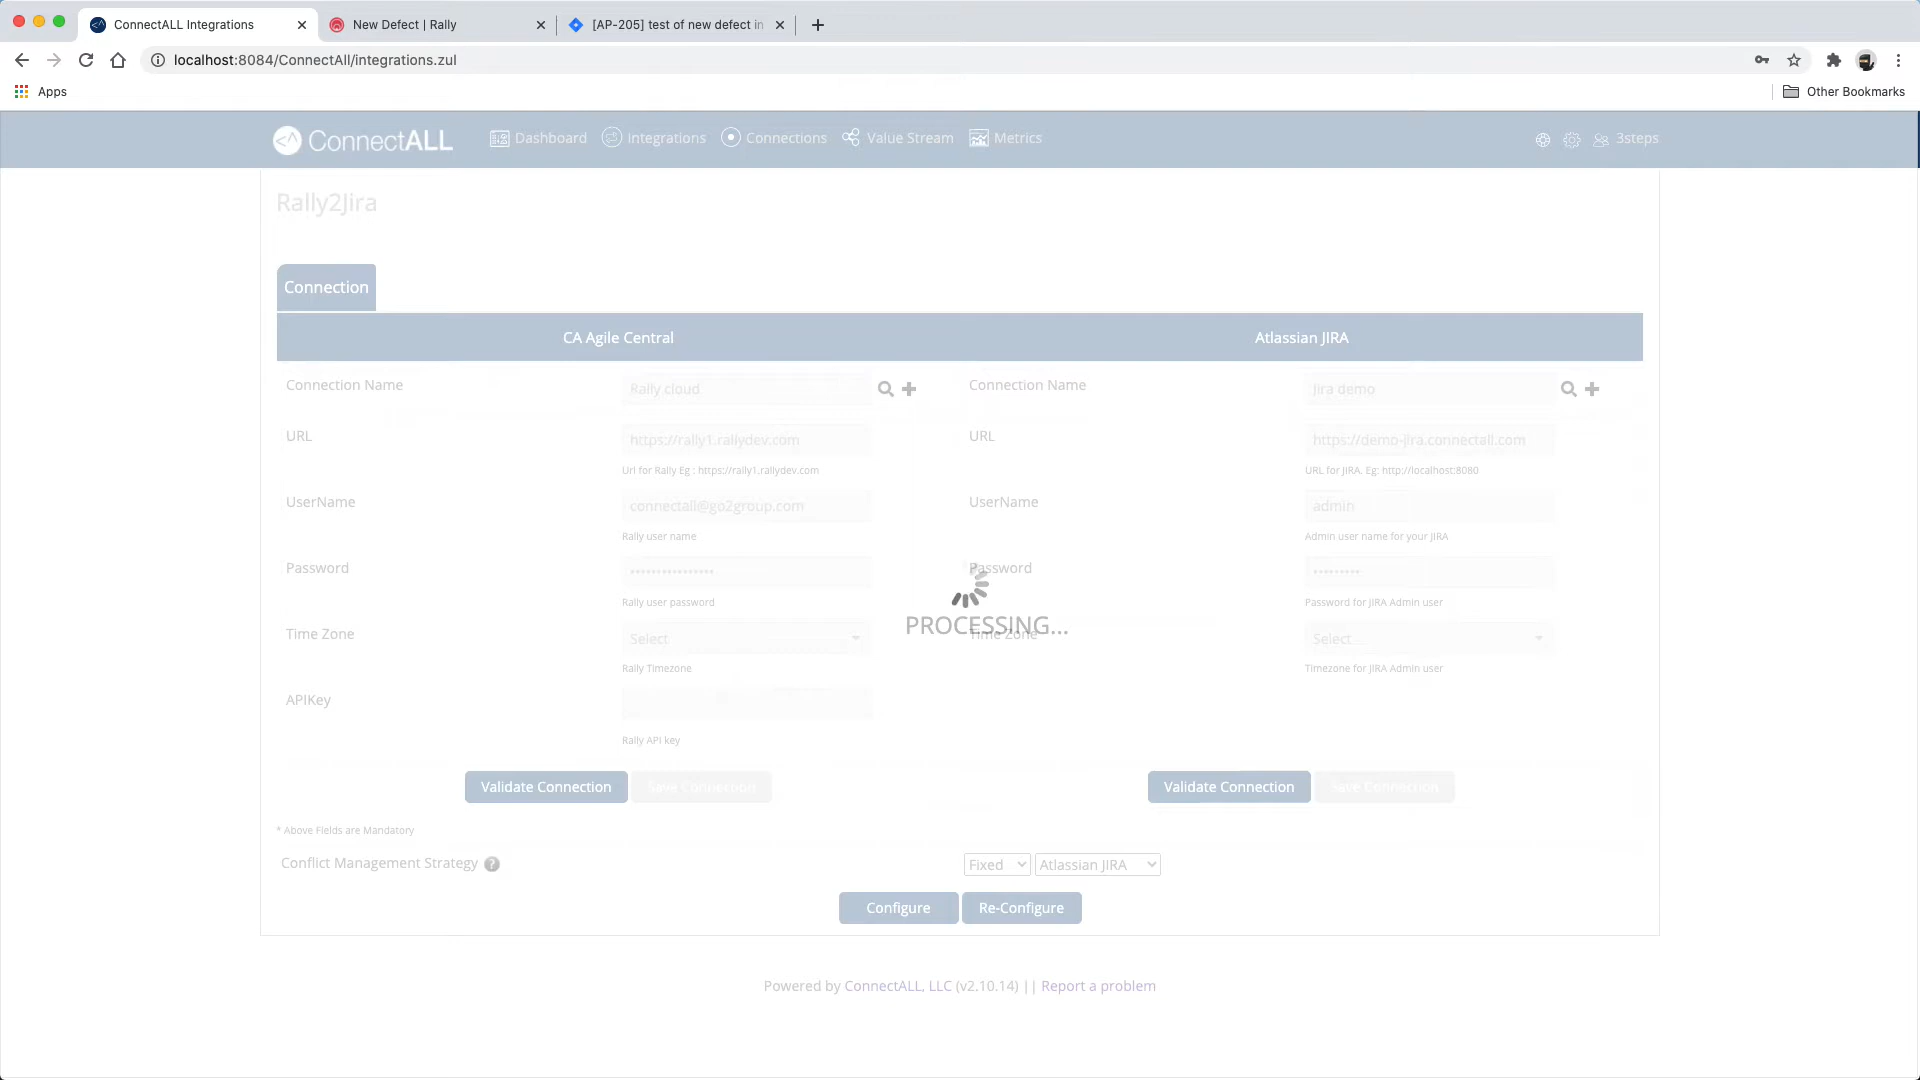 ConnectALL Integrations
New Defect | Rally
[AP-205] test of new defect in
localhost:8084/ConnectAll/integrations.zul
Apps
Other Bookmarks
ConnectALL Dashboard Integrations Connections Value Stream Metrics 3steps
Rally2Jira
Connection
CA Agile Central Atlassian JIRA
Connection Name Rally cloud Connection Name Jira demo
URL https://rally1.rallydev.com URL https://demo-jira.connectall.com
Url for Rally Eg : https://rally1.rallydev.com URL for JIRA. Eg: http://localhost:8080
UserName connectall@go2group.com UserName admin
Rally user name Admin user name for your JIRA
Password •••••••••••••••• Password •••••••••
Rally user password Password for JIRA Admin user
PROCESSING...
Time Zone Select Time Zone Select
Rally Timezone Timezone for JIRA Admin user
APIKey
Rally API key
Validate Connection Save Connection Validate Connection Save Connection
* Above Fields are Mandatory
Conflict Management Strategy ? Fixed Atlassian JIRA
Configure Re-Configure
Powered by ConnectALL, LLC (v2.10.14) || Report a problem